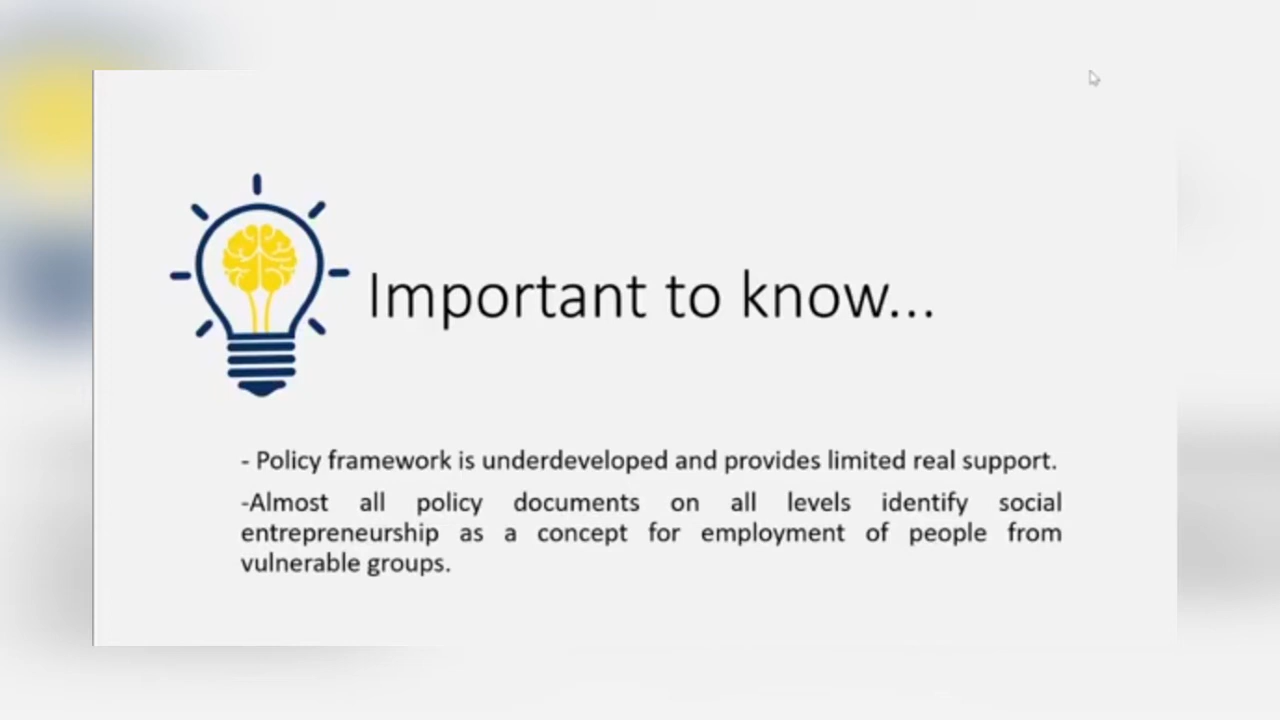 Important to know...
- Policy framework is underdeveloped and provides limited real support.
-Almost all policy documents on all levels identify social
entrepreneurship as a concept for employment of people from
vulnerable groups.